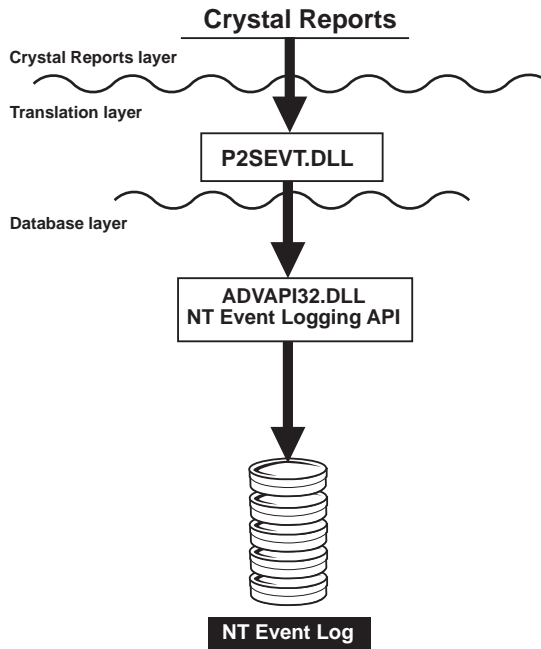 Crystal Reports
Crystal Reports layer
Translation layer
P2SEVT.DLL
Database layer
ADVAPI32.DLL
NT Event Logging API
NT Event Log